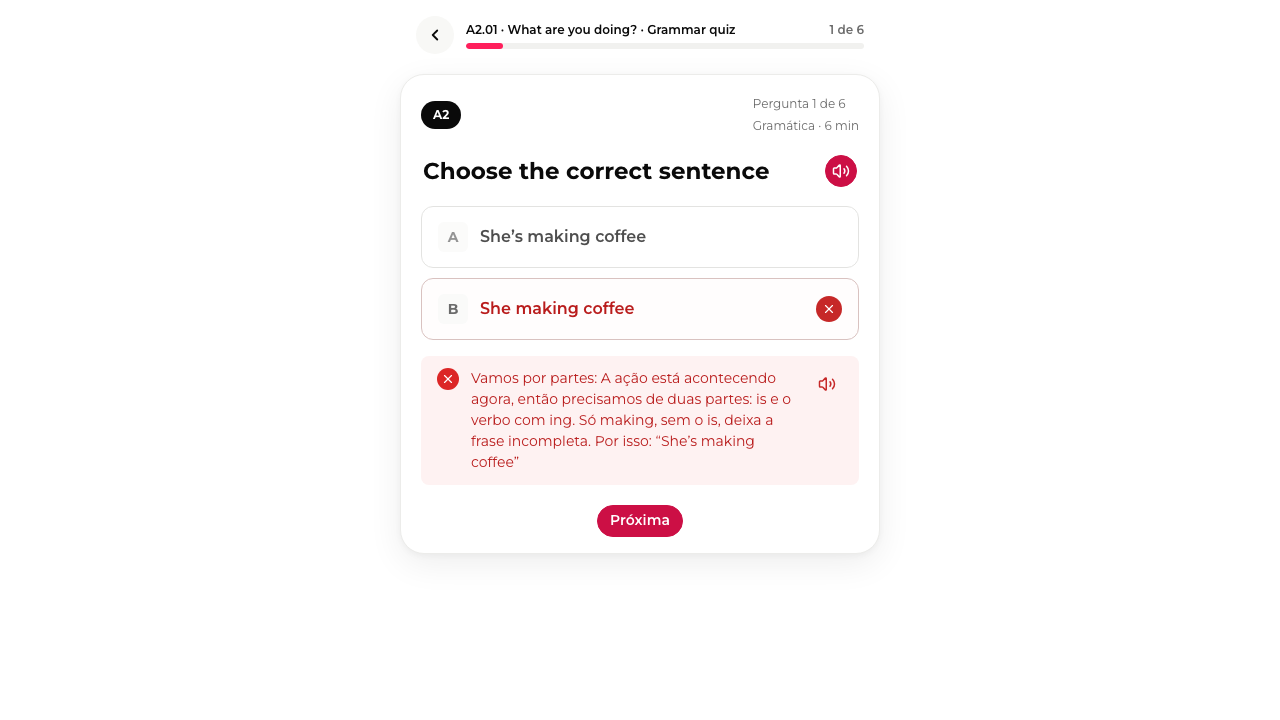 A2.01 · What are you doing? · Grammar quiz
1 de 6
A2
Pergunta 1 de 6
Gramática · 6 min
Choose the correct sentence
A
She’s making coffee
B
She making coffee
Vamos por partes: A ação está acontecendo
agora, então precisamos de duas partes: is e o
verbo com ing. Só making, sem o is, deixa a
frase incompleta. Por isso: “She’s making
coffee”
Próxima